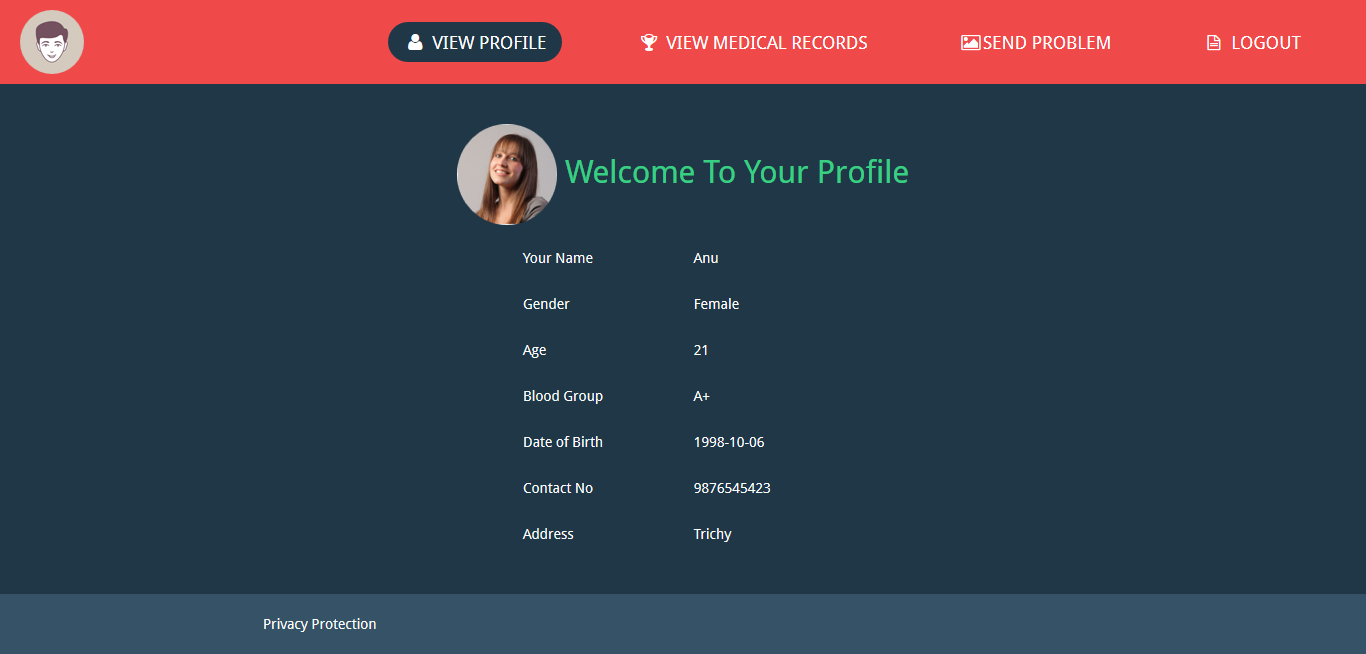 VIEW PROFILE VIEW MEDICAL RECORDS SEND PROBLEM LOGOUT
Welcome To Your Profile
Your Name Anu
Gender Female
Age 21
Blood Group A+
Date of Birth 1998-10-06
Contact No 9876545423
Address Trichy
Privacy Protection